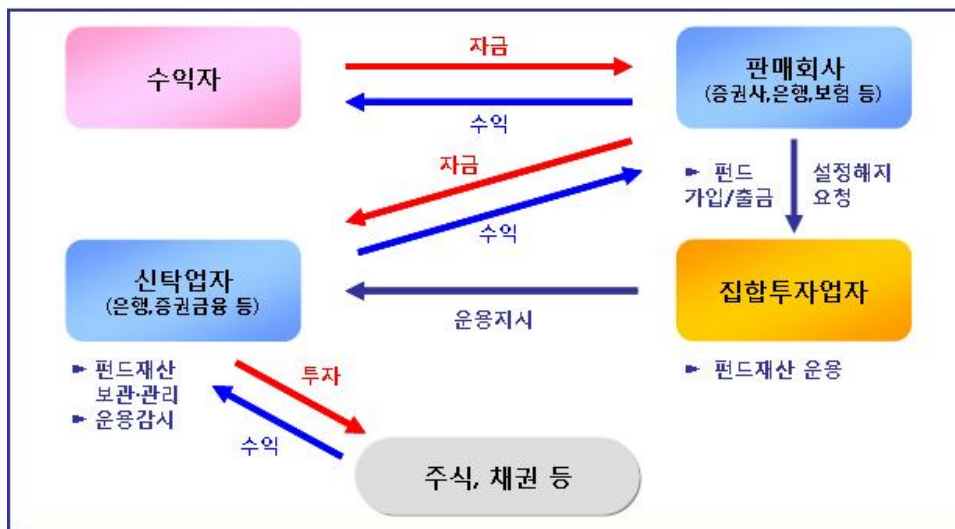 수익자
자금
판매회사
(증권사,은행,보험 등)
수익
자금
► 펀드
가입/출금
설정해지
요청
수익
신탁업자
(은행,증권금융 등)
집합투자업자
운용지시
► 펀드재산
보관·관리
► 운용감시
투자
► 펀드재산 운용
수익
주식, 채권 등